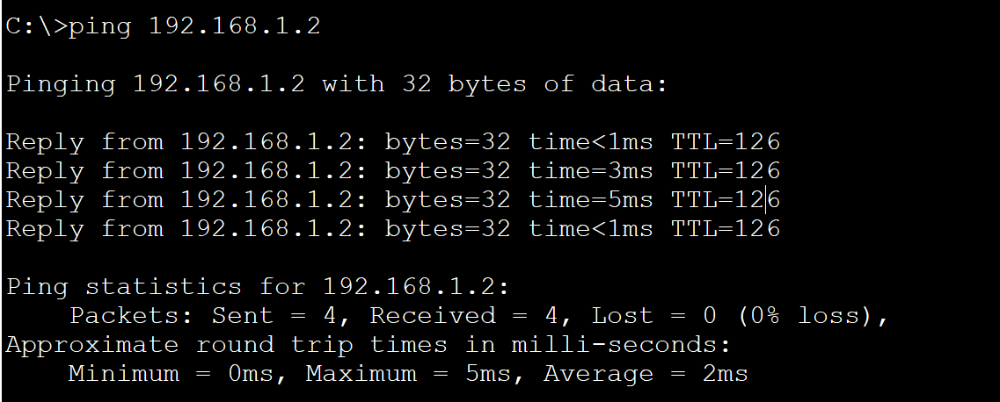 C:\>ping 192.168.1.2
Pinging 192.168.1.2 with 32 bytes of data:
Reply from 192.168.1.2: bytes=32 time<1ms TTL=126
Reply from 192.168.1.2: bytes=32 time=3ms TTL=126
Reply from 192.168.1.2: bytes=32 time=5ms TTL=126
Reply from 192.168.1.2: bytes=32 time<1ms TTL=126
Ping statistics for 192.168.1.2:
    Packets: Sent = 4, Received = 4, Lost = 0 (0% loss),
Approximate round trip times in milli-seconds:
    Minimum = 0ms, Maximum = 5ms, Average = 2ms